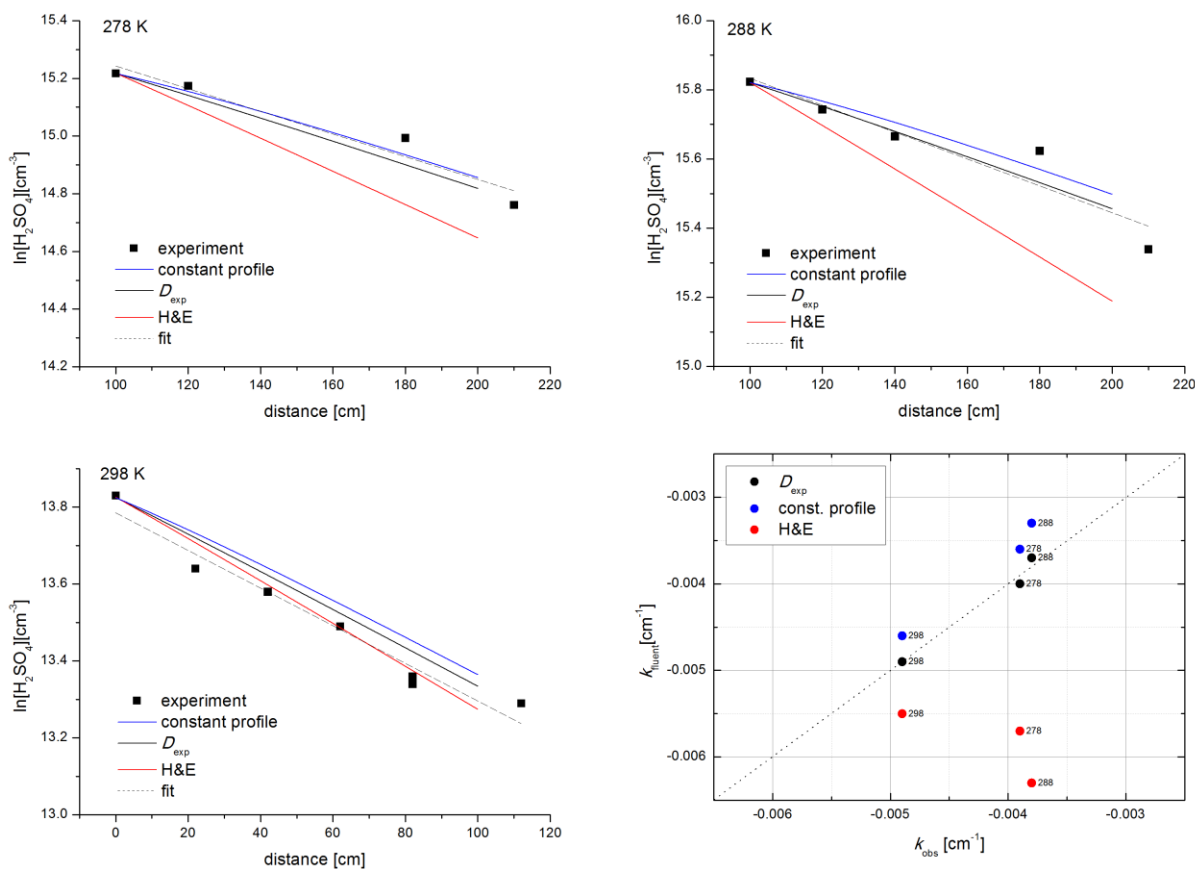 278 K
15.4
15.2
15.0
14.8
14.6
14.4
14.2
ln[H₂SO₄][cm⁻³]
experiment
constant profile
D_exp
H&E
fit
100 120 140 160 180 200 220
distance [cm]
288 K
16.0
15.8
15.6
15.4
15.2
15.0
ln[H₂SO₄][cm⁻³]
experiment
constant profile
D_exp
H&E
fit
100 120 140 160 180 200 220
distance [cm]
298 K
13.8
13.6
13.4
13.2
13.0
ln[H₂SO₄][cm⁻³]
experiment
constant profile
D_exp
H&E
fit
0 20 40 60 80 100 120
distance [cm]
D_exp
const. profile
H&E
-0.003
-0.004
-0.005
-0.006
k_fluent[cm⁻¹]
288
278
288
278
298
298
298
278
288
-0.006 -0.005 -0.004 -0.003
k_obs [cm⁻¹]